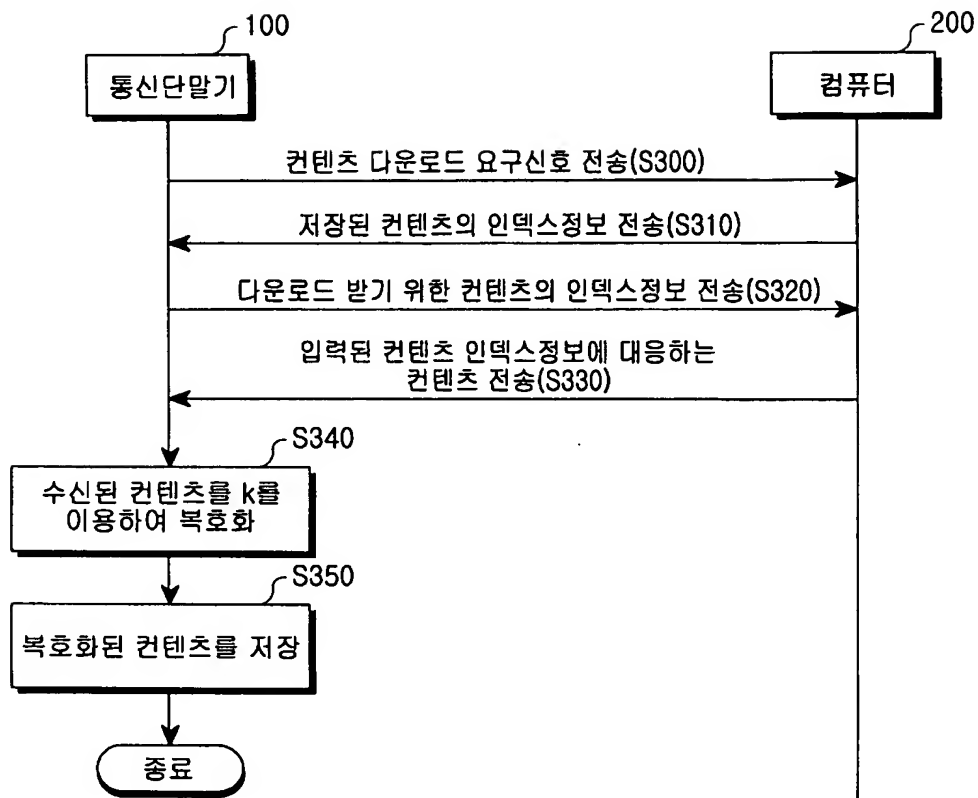 100
200
통신단말기
컴퓨터
컨텐츠 다운로드 요구신호 전송(S300)
저장된 컨텐츠의 인덱스정보 전송(S310)
다운로드 받기 위한 컨텐츠의 인덱스정보 전송(S320)
입력된 컨텐츠 인덱스정보에 대응하는
컨텐츠 전송(S330)
S340
수신된 컨텐츠를 k를
이용하여 복호화
S350
복호화된 컨텐츠를 저장
종료